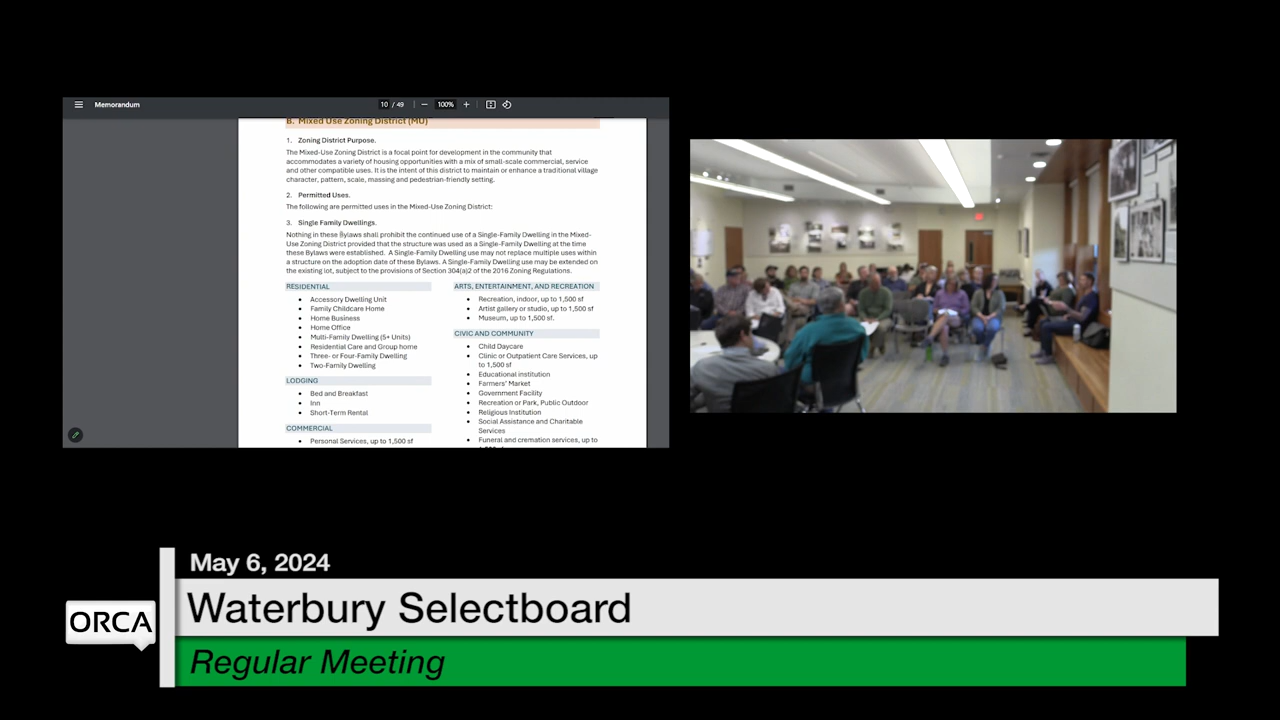 Memorandum
10 / 49
100%
B. Mixed Use Zoning District (MU)
1. Zoning District Purpose.
The Mixed-Use Zoning District is a focal point for development in the community that
accommodates a variety of housing opportunities with a mix of small-scale commercial, service
and other compatible uses. It is the intent of this district to maintain or enhance a traditional village
character, pattern, scale, massing and pedestrian-friendly setting.
2. Permitted Uses.
The following are permitted uses in the Mixed-Use Zoning District:
3. Single Family Dwellings.
Nothing in these Bylaws shall prohibit the continued use of a Single-Family Dwelling in the Mixed-
Use Zoning District provided that the structure was used as a Single-Family Dwelling at the time
these Bylaws were established. A Single-Family Dwelling use may not replace multiple uses within
a structure on the adoption date of these Bylaws. A Single-Family Dwelling use may be extended on
the existing lot, subject to the provisions of Section 304(a)2 of the 2016 Zoning Regulations.
RESIDENTIAL
• Accessory Dwelling Unit
• Family Childcare Home
• Home Business
• Home Office
• Multi-Family Dwelling (5+ Units)
• Residential Care and Group home
• Three- or Four-Family Dwelling
• Two-Family Dwelling
LODGING
• Bed and Breakfast
• Inn
• Short-Term Rental
COMMERCIAL
• Personal Services, up to 1,500 sf
ARTS, ENTERTAINMENT, AND RECREATION
• Recreation, indoor, up to 1,500 sf
• Artist gallery or studio, up to 1,500 sf
• Museum, up to 1,500 sf.
CIVIC AND COMMUNITY
• Child Daycare
• Clinic or Outpatient Care Services, up
to 1,500 sf
• Educational institution
• Farmers' Market
• Government Facility
• Recreation or Park, Public Outdoor
• Religious Institution
• Social Assistance and Charitable
Services
• Funeral and cremation services, up to
May 6, 2024
ORCA
Waterbury Selectboard
Regular Meeting